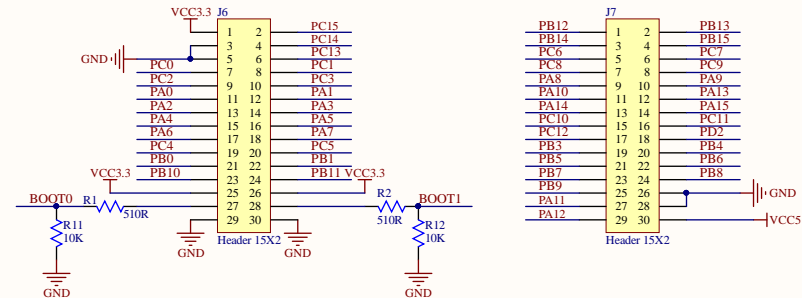 VCC3.3 J6 J7
1 2 PC15 PB12 1 2 PB13
3 4 PC14 PB14 3 4 PB15
GND 5 6 PC13 PC6 5 6 PC7
PC0 7 8 PC1 PC8 7 8 PC9
PC2 9 10 PC3 PA8 9 10 PA9
PA0 11 12 PA1 PA10 11 12 PA13
PA2 13 14 PA3 PA14 13 14 PA15
PA4 15 16 PA5 PC10 15 16 PC11
PA6 17 18 PA7 PC12 17 18 PD2
PC4 19 20 PC5 PB3 19 20 PB4
PB0 21 22 PB1 PB5 21 22 PB6
VCC3.3 PB10 23 24 PB11 VCC3.3 PB7 23 24 PB8
25 26 PB9 25 26 GND
BOOT0 R1 510R 27 28 R2 510R BOOT1 PA11 27 28
R11 10K 29 30 R12 10K PA12 29 30 VCC5
GND Header 15X2 GND Header 15X2
GND GND